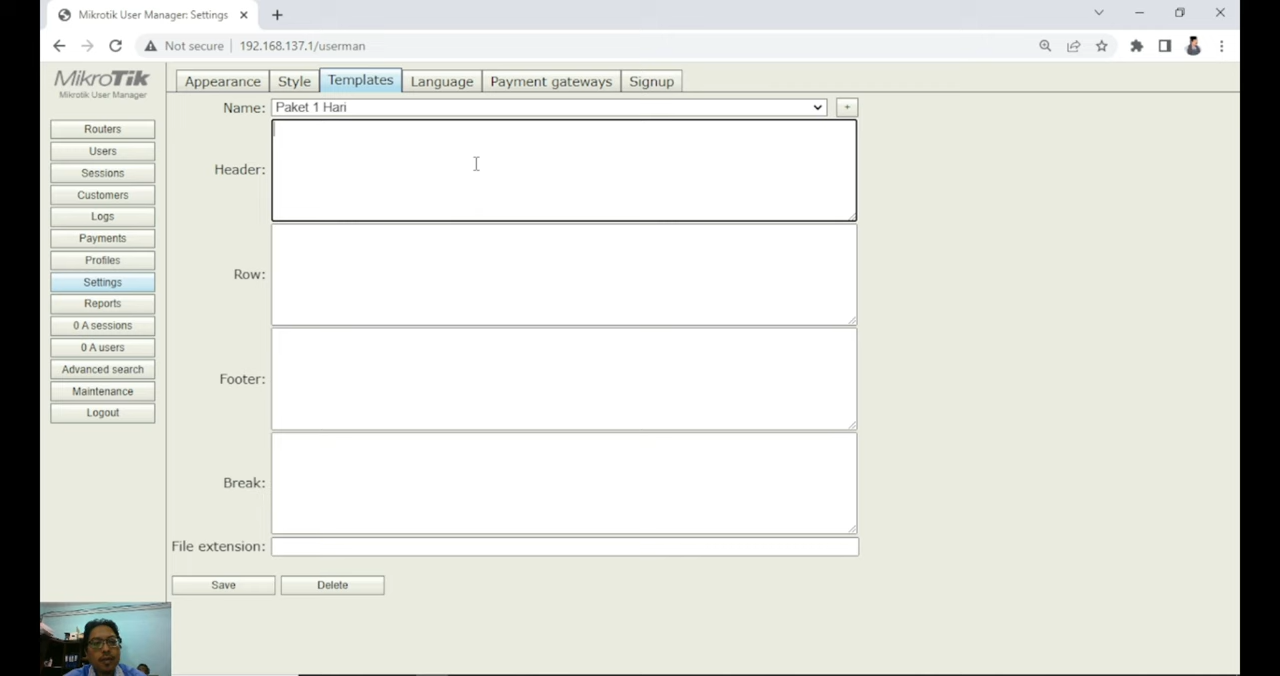 Mikrotik User Manager: Settings
Not secure
192.168.137.1/userman
MikroTik
Mikrotik User Manager
Appearance
Style
Templates
Language
Payment gateways
Signup
Routers
Users
Sessions
Customers
Logs
Payments
Profiles
Settings
Reports
0 A sessions
0 A users
Advanced search
Maintenance
Logout
Name:
Paket 1 Hari
+
Header:
Row:
Footer:
Break:
File extension:
Save
Delete